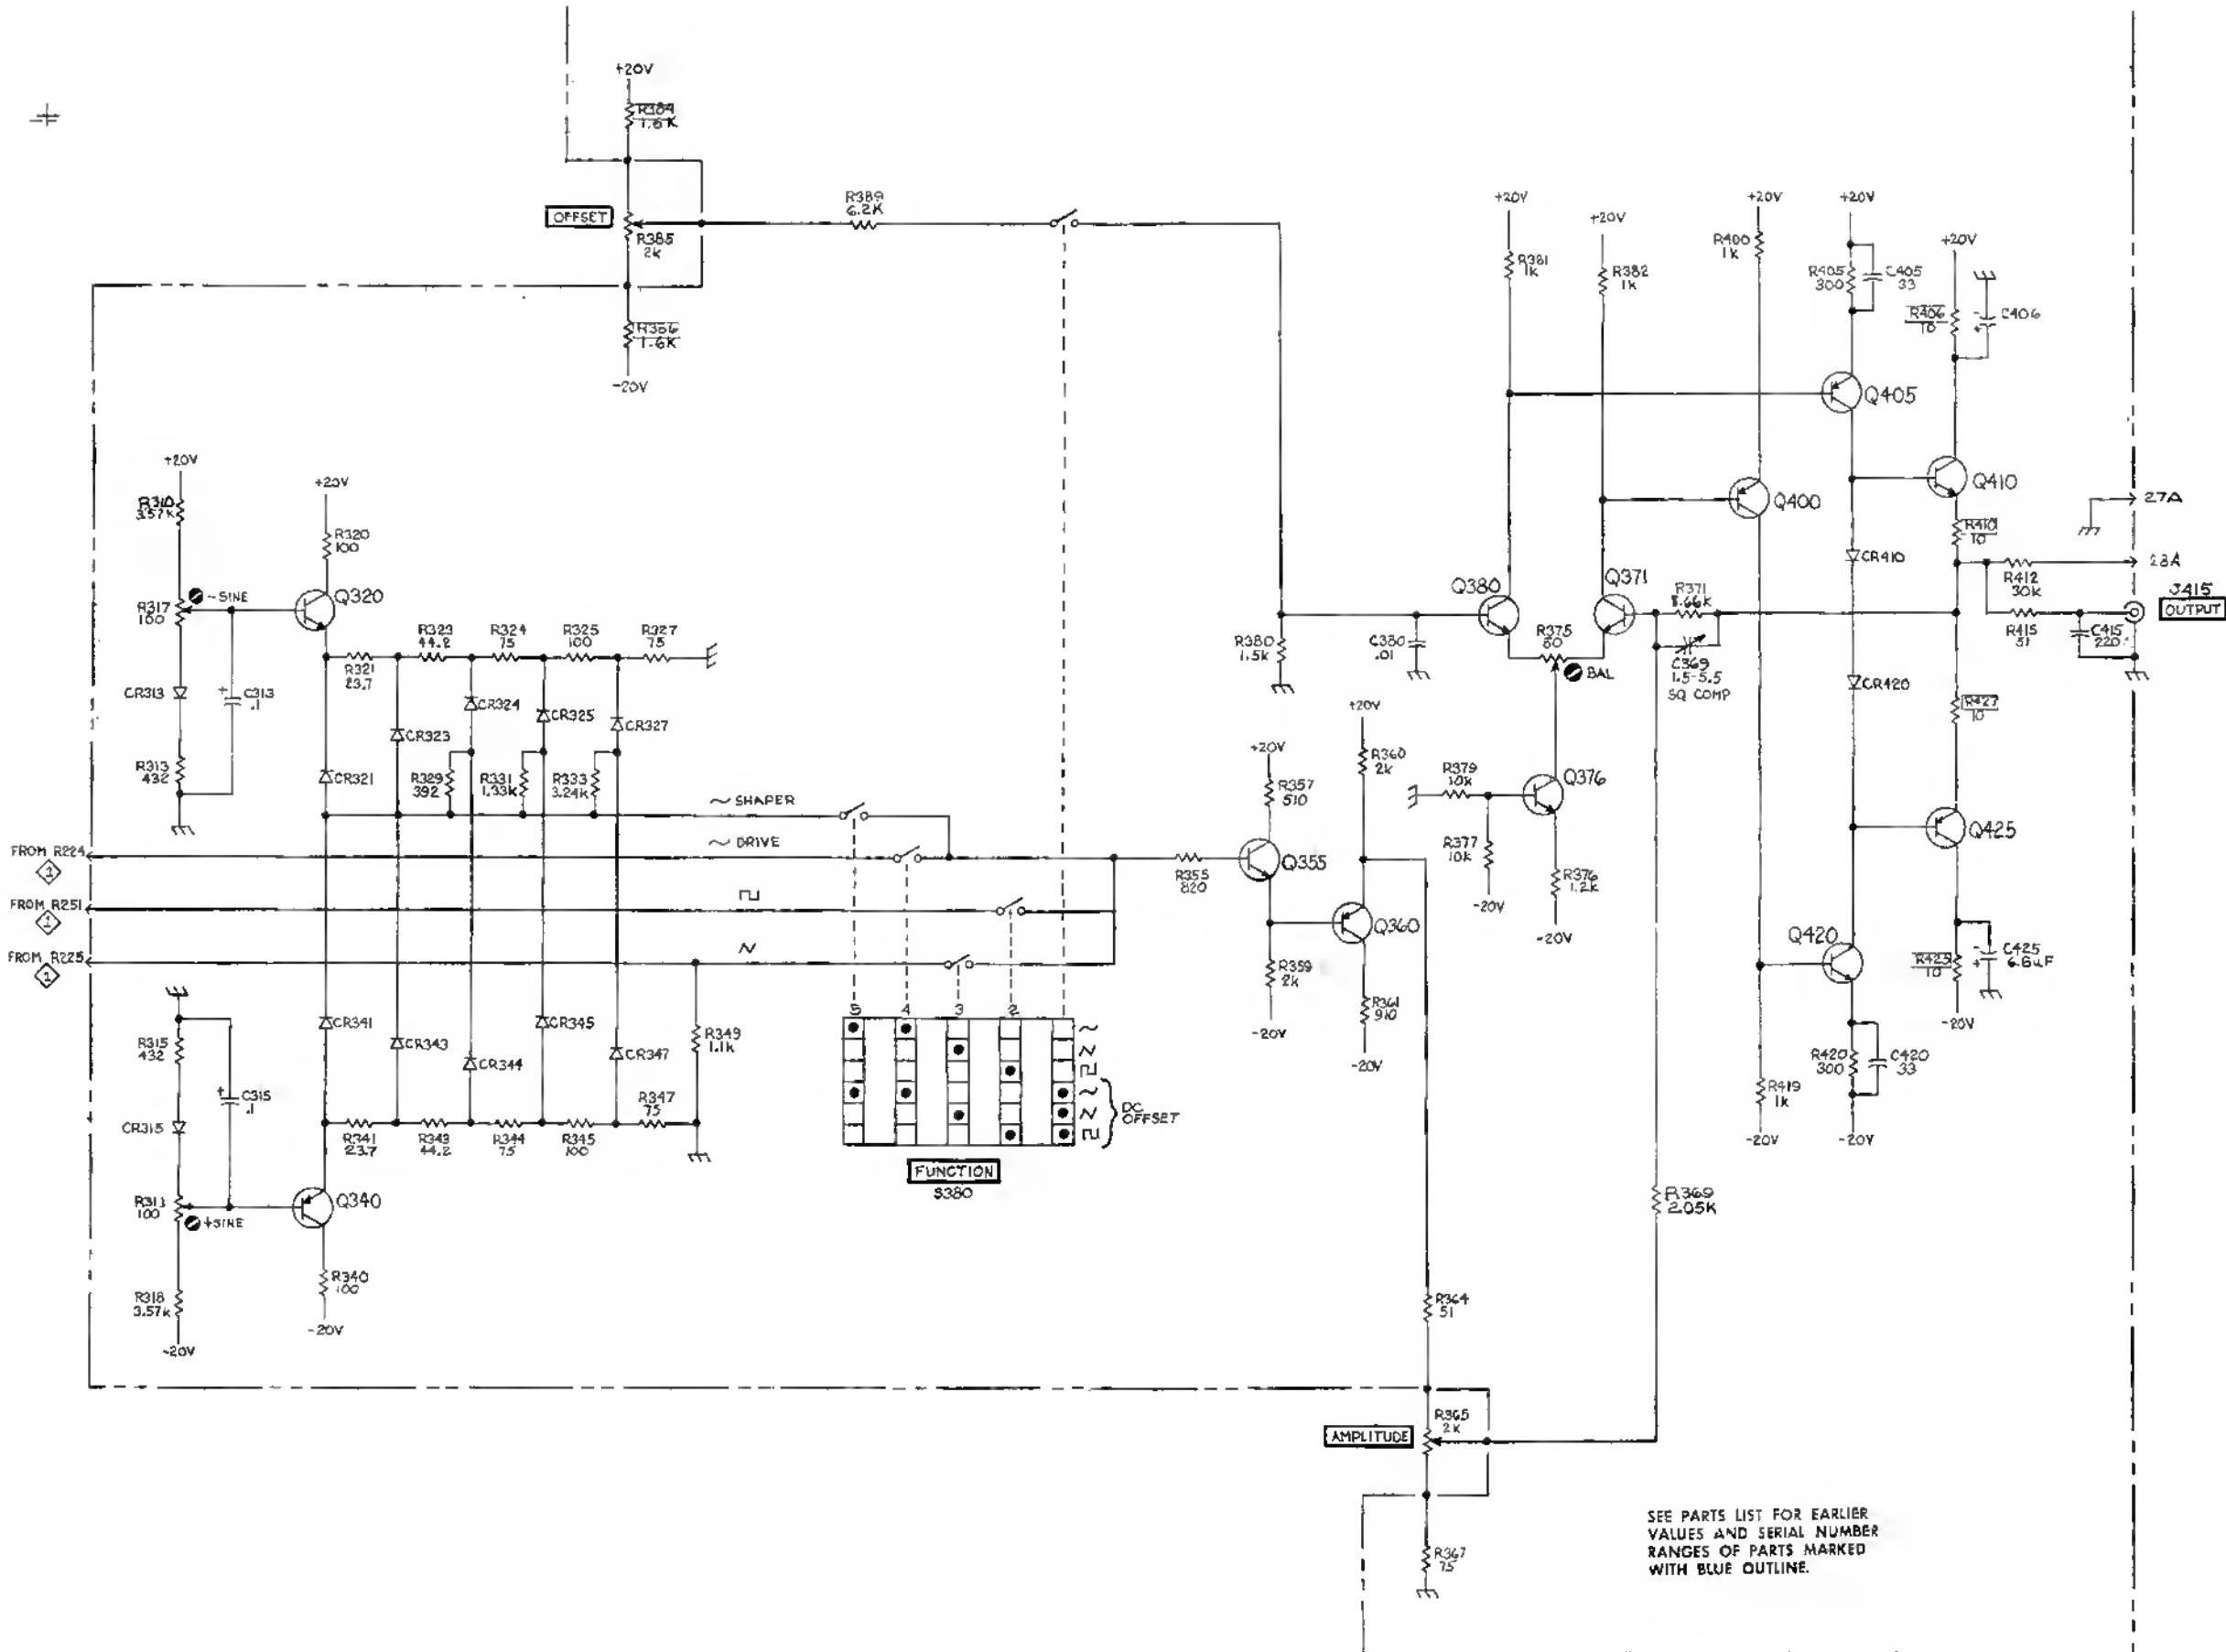 +20V
R384
1.6K
OFFSET
R385
2K
R386
1.6K
-20V
R389
6.2K
+20V
R310
3.57K
R317
100
-SINE
CR313
C313
.1
R313
432
+20V
R320
100
Q320
R321
23.7
R323
44.2
R324
75
R325
100
R327
75
CR321
CR323
CR324
CR325
CR327
R329
392
R331
1.33K
R333
3.24K
~ SHAPER
~ DRIVE
FROM R224
1
FROM R251
1
FROM R225
1
R315
432
CR315
C315
.1
R311
100
+SINE
R318
3.57K
-20V
CR341
CR343
CR344
CR345
CR347
R349
1.1K
R341
23.7
R343
44.2
R344
75
R345
100
R347
75
Q340
R340
100
-20V
5 4 3 2
DC
OFFSET
FUNCTION
S380
R355
820
+20V
R357
510
Q355
R359
2K
-20V
+20V
R360
2K
Q360
R361
910
-20V
R364
51
AMPLITUDE
R365
2K
R367
75
R369
2.05K
R380
1.5K
C380
.01
+20V
R381
1K
+20V
R382
1K
Q380
Q371
R375
50
BAL
R371
C369
1.5-5.5
SQ COMP
R379
10K
R377
10K
-20V
Q376
R376
1.2K
-20V
+20V
R400
1K
Q400
+20V
R405
300
C405
33
Q405
+20V
R406
10
C406
Q410
R410
10
CR410
CR420
R427
10
Q425
R425
10
C425
6.8uF
-20V
Q420
R419
1K
-20V
R420
300
C420
33
-20V
27A
28A
R412
30K
R415
51
C415
220
J415
OUTPUT
SEE PARTS LIST FOR EARLIER
VALUES AND SERIAL NUMBER
RANGES OF PARTS MARKED
WITH BLUE OUTLINE.